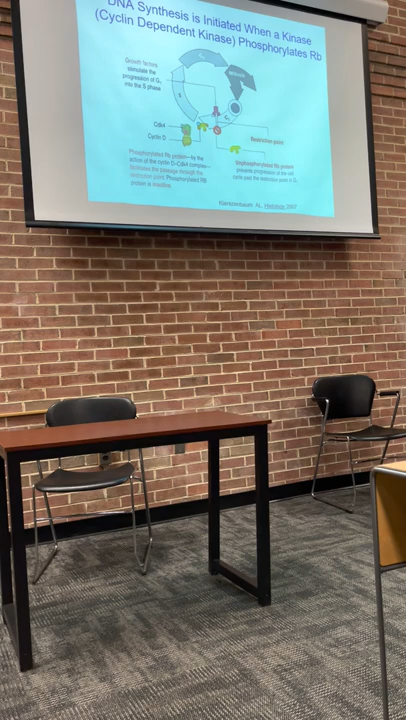 DNA Synthesis is Initiated When a Kinase
(Cyclin Dependent Kinase) Phosphorylates Rb
Growth factors
stimulate the
progression of G₁
into the S phase
Cdk4
Cyclin D
Restriction point
Phosphorylated Rb protein—by the
action of the cyclin D-Cdk4 complex—
facilitates the passage through the
restriction point. Phosphorylated RB
protein is inactive.
Unphosphorylated Rb protein
prevents progression of the cell
cycle past the restriction point in G₁
Kierszenbaum, AL, Histology, 2007
S